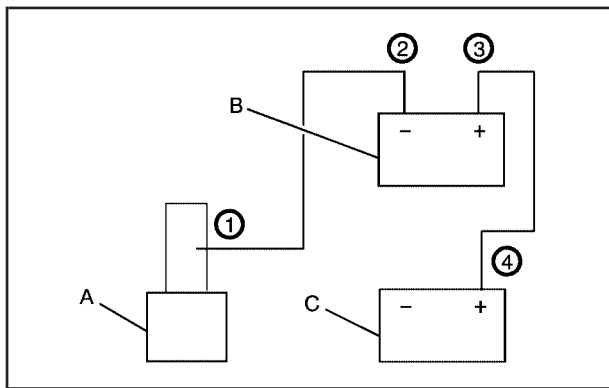 ② ③
B
− +
①
④
A
C
− +